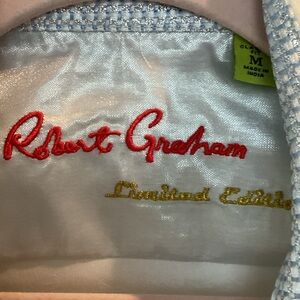 M
MADE IN
INDIA
Robert Graham
Limited